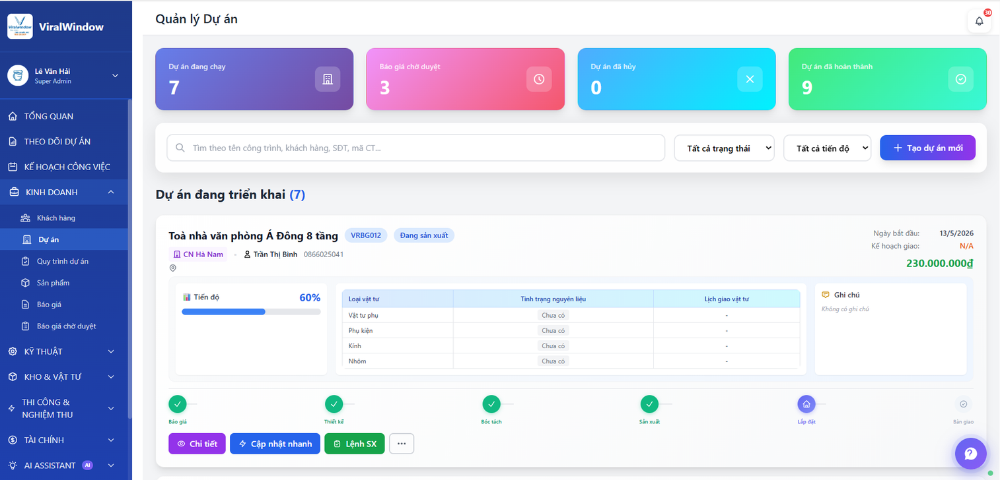 ViralWindow
Lê Văn Hải
Super Admin
TỔNG QUAN
THEO DÕI DỰ ÁN
KẾ HOẠCH CÔNG VIỆC
KINH DOANH
Khách hàng
Dự án
Quy trình dự án
Sản phẩm
Báo giá
Báo giá chờ duyệt
KỸ THUẬT
KHO & VẬT TƯ
THI CÔNG &
NGHIỆM THU
TÀI CHÍNH
AI ASSISTANT AI
Quản lý Dự án
30
Dự án đang chạy
7
Báo giá chờ duyệt
3
Dự án đã hủy
0
Dự án đã hoàn thành
9
Tìm theo tên công trình, khách hàng, SĐT, mã CT...
Tất cả trạng thái
Tất cả tiến độ
Tạo dự án mới
Dự án đang triển khai (7)
Toà nhà văn phòng Á Đông 8 tầng VRBG012 Đang sản xuất
CN Hà Nam - Trần Thị Bình 0866025041
Ngày bắt đầu: 13/5/2026
Kế hoạch giao: N/A
230.000.000₫
Tiến độ 60%
Loại vật tư Tình trạng nguyên liệu Lịch giao vật tư
Vật tư phụ Chưa có -
Phụ kiện Chưa có -
Kính Chưa có -
Nhôm Chưa có -
Ghi chú
Không có ghi chú
Báo giá Thiết kế Bóc tách Sản xuất Lắp đặt Bàn giao
Chi tiết Cập nhật nhanh Lệnh SX ...